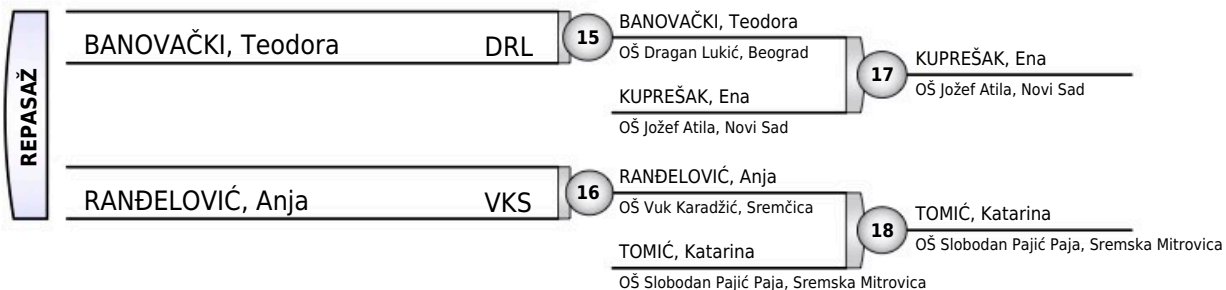 REPASAŽ
BANOVAČKI, Teodora DRL
15
BANOVAČKI, Teodora
OŠ Dragan Lukić, Beograd
KUPREŠAK, Ena
OŠ Jožef Atila, Novi Sad
17
KUPREŠAK, Ena
OŠ Jožef Atila, Novi Sad
RANĐELOVIĆ, Anja VKS
16
RANĐELOVIĆ, Anja
OŠ Vuk Karadžić, Sremčica
TOMIĆ, Katarina
OŠ Slobodan Pajić Paja, Sremska Mitrovica
18
TOMIĆ, Katarina
OŠ Slobodan Pajić Paja, Sremska Mitrovica